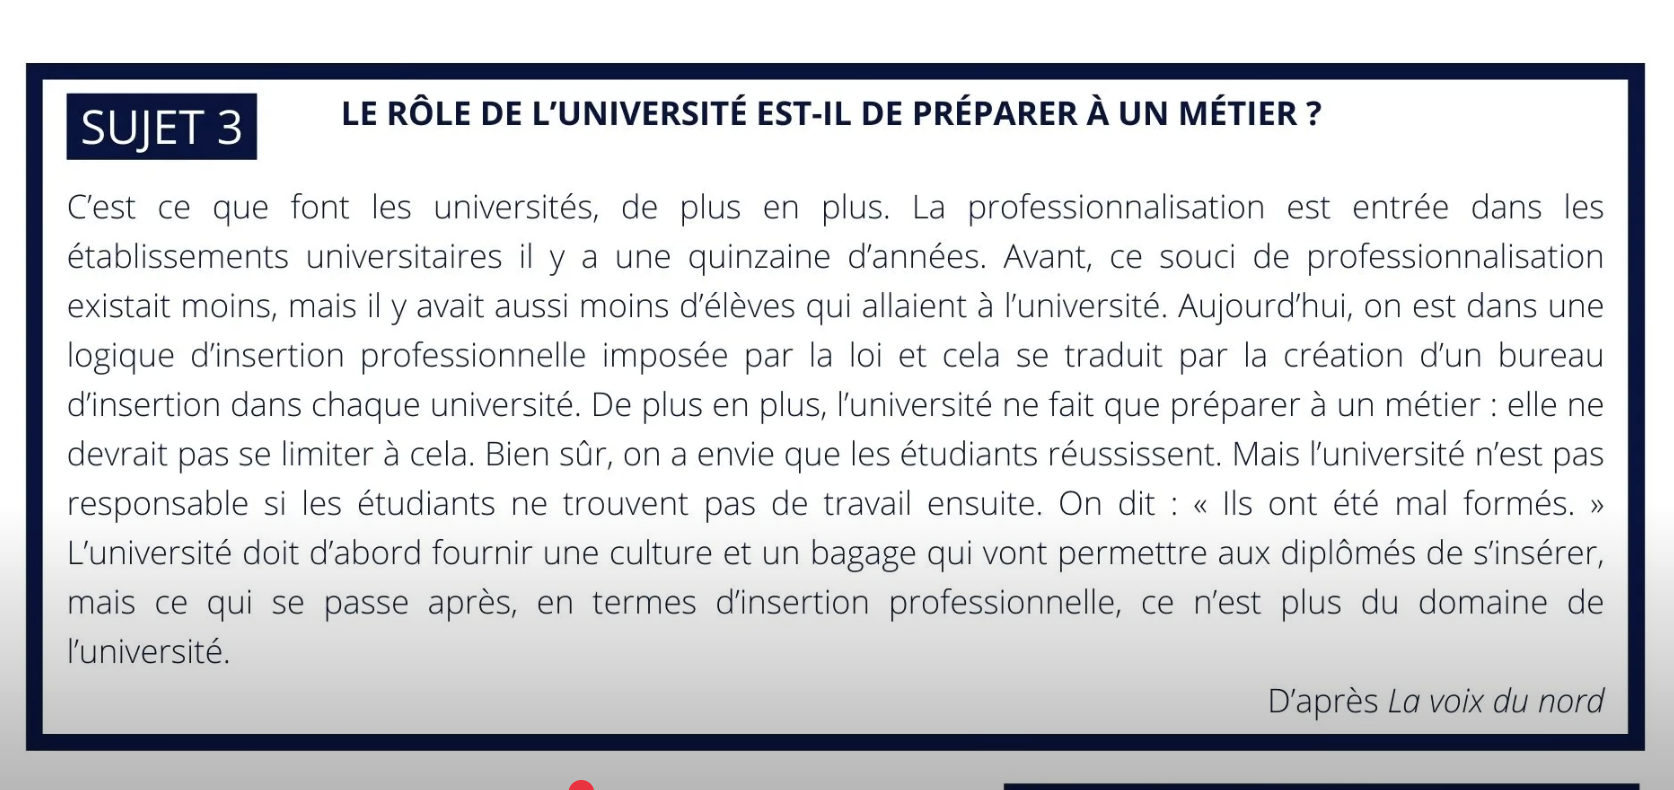 SUJET 3
LE RÔLE DE L’UNIVERSITÉ EST-IL DE PRÉPARER À UN MÉTIER ?
C’est ce que font les universités, de plus en plus. La professionnalisation est entrée dans les
établissements universitaires il y a une quinzaine d’années. Avant, ce souci de professionnalisation
existait moins, mais il y avait aussi moins d’élèves qui allaient à l’université. Aujourd’hui, on est dans une
logique d’insertion professionnelle imposée par la loi et cela se traduit par la création d’un bureau
d’insertion dans chaque université. De plus en plus, l’université ne fait que préparer à un métier : elle ne
devrait pas se limiter à cela. Bien sûr, on a envie que les étudiants réussissent. Mais l’université n’est pas
responsable si les étudiants ne trouvent pas de travail ensuite. On dit : « Ils ont été mal formés. »
L’université doit d’abord fournir une culture et un bagage qui vont permettre aux diplômés de s’insérer,
mais ce qui se passe après, en termes d’insertion professionnelle, ce n’est plus du domaine de
l’université.
D’après La voix du nord